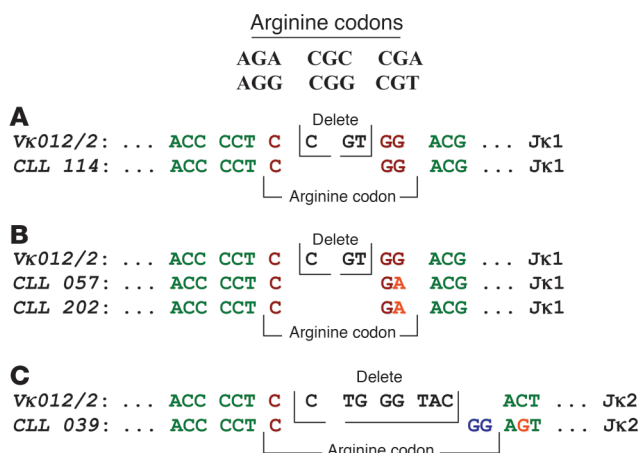 Arginine codons
AGA CGC CGA
AGG CGG CGT
A
Delete
Vκ012/2: ... ACC CCT C C GT GG ACG ... Jκ1
CLL 114: ... ACC CCT C GG ACG ... Jκ1
Arginine codon
B
Delete
Vκ012/2: ... ACC CCT C C GT GG ACG ... Jκ1
CLL 057: ... ACC CCT C GA ACG ... Jκ1
CLL 202: ... ACC CCT C GA ACG ... Jκ1
Arginine codon
C
Delete
Vκ012/2: ... ACC CCT C C TG GG TAC ACT ... Jκ2
CLL 039: ... ACC CCT C GG AGT ... Jκ2
Arginine codon